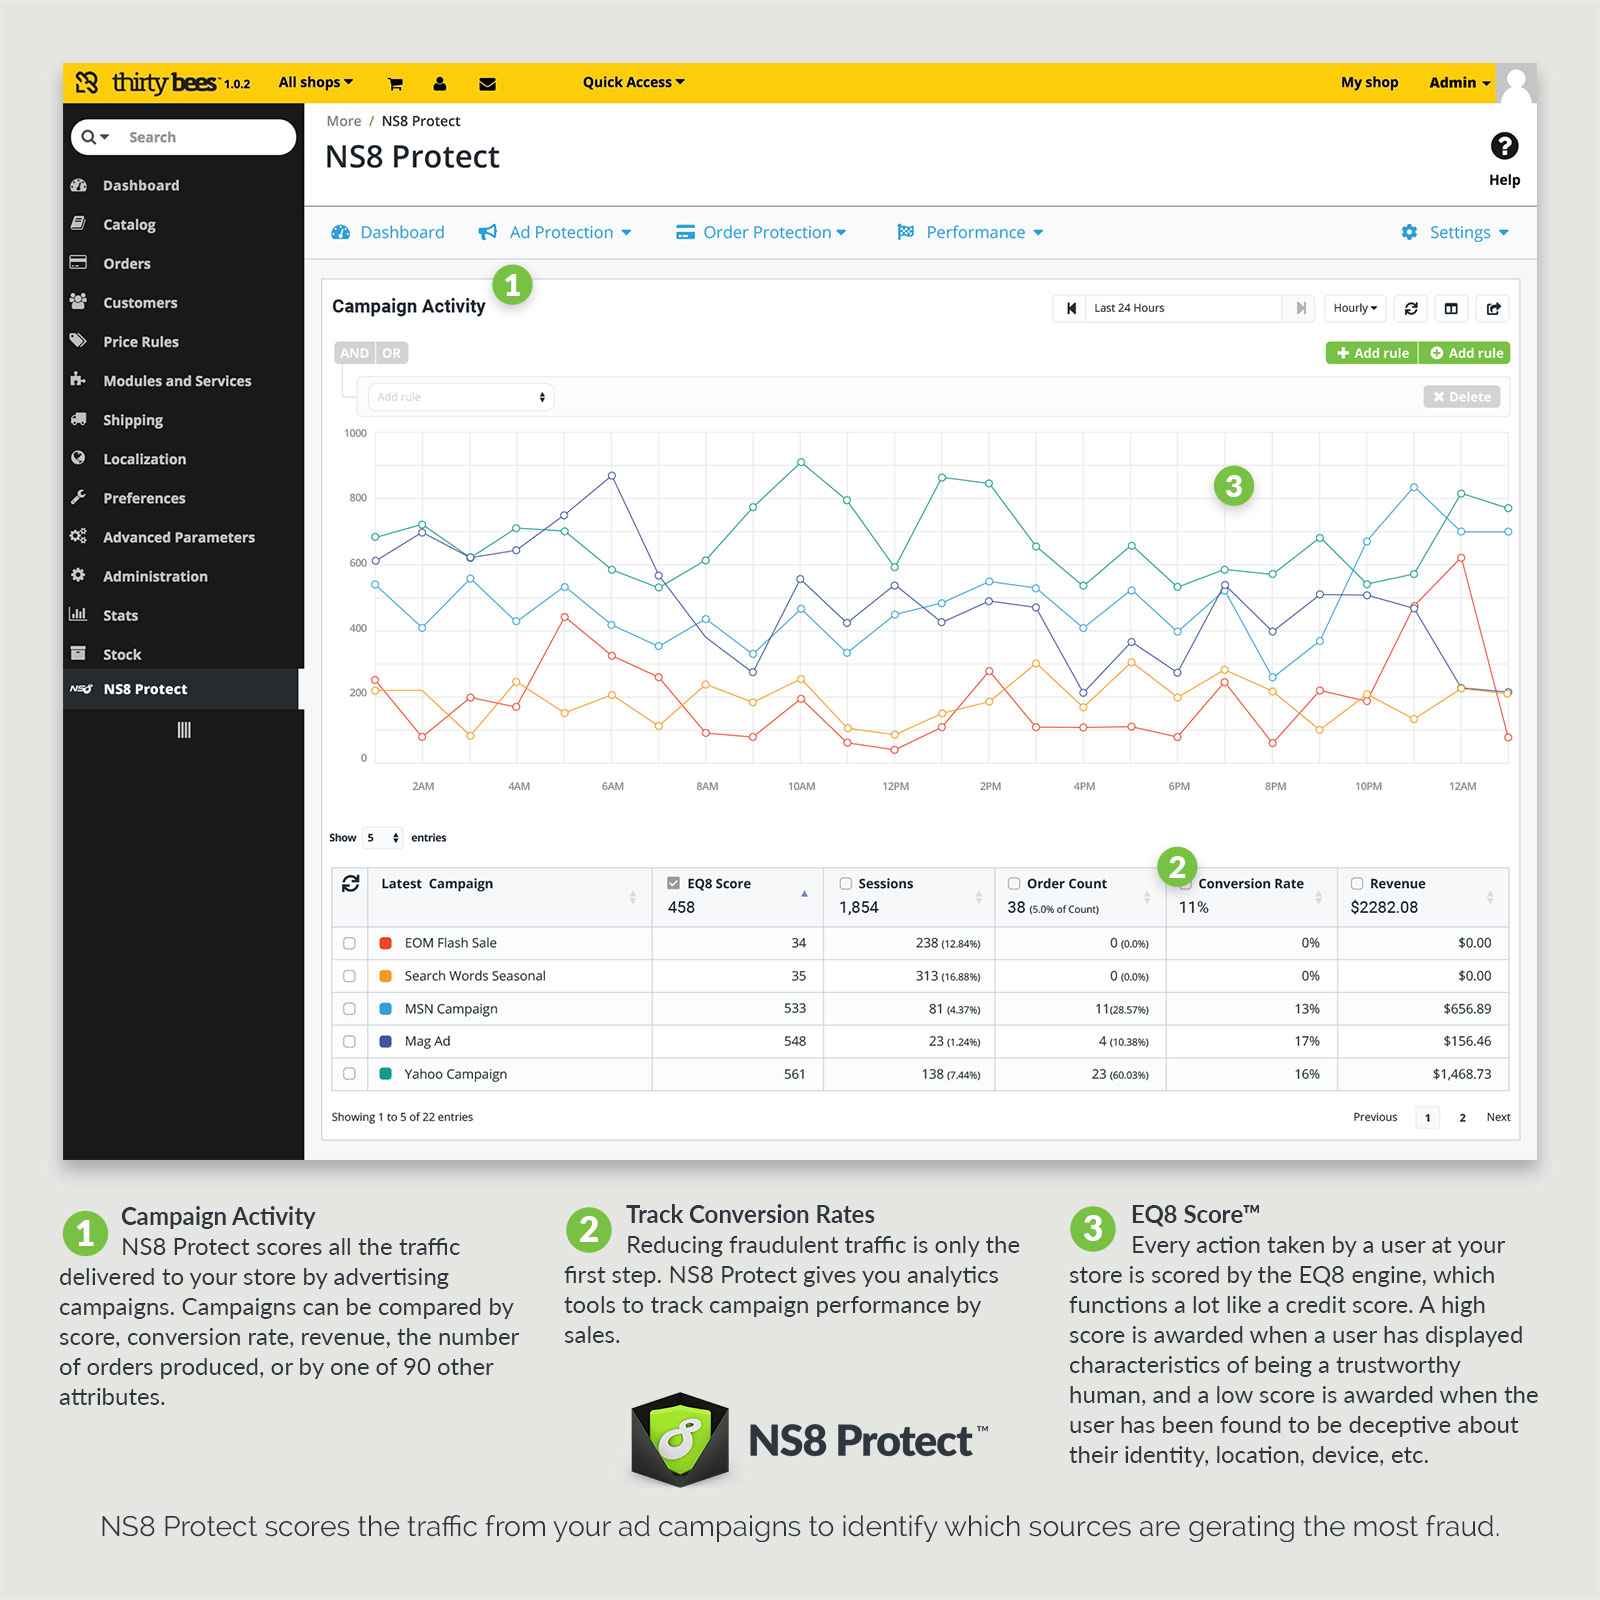 thirty bees™ 1.0.2 All shops Quick Access My shop Admin
Search
Dashboard
Catalog
Orders
Customers
Price Rules
Modules and Services
Shipping
Localization
Preferences
Advanced Parameters
Administration
Stats
Stock
NS8 NS8 Protect
More / NS8 Protect
NS8 Protect
? Help
Dashboard Ad Protection Order Protection Performance Settings
1
Campaign Activity
Last 24 Hours Hourly
AND OR
Add rule Add rule
Add rule
Delete
3
1000
800
600
400
200
0
2AM 4AM 6AM 8AM 10AM 12PM 2PM 4PM 6PM 8PM 10PM 12AM
Show 5 entries
2
Latest Campaign EQ8 Score Sessions Order Count Conversion Rate Revenue
458 1,854 38 (5.0% of Count) 11% $2282.08
EOM Flash Sale 34 238 (12.84%) 0 (0.0%) 0% $0.00
Search Words Seasonal 35 313 (16.88%) 0 (0.0%) 0% $0.00
MSN Campaign 533 81 (4.37%) 11(28.57%) 13% $656.89
Mag Ad 548 23 (1.24%) 4 (10.38%) 17% $156.46
Yahoo Campaign 561 138 (7.44%) 23 (60.03%) 16% $1,468.73
Showing 1 to 5 of 22 entries
Previous 1 2 Next
1 Campaign Activity
NS8 Protect scores all the traffic
delivered to your store by advertising
campaigns. Campaigns can be compared by
score, conversion rate, revenue, the number
of orders produced, or by one of 90 other
attributes.
2 Track Conversion Rates
Reducing fraudulent traffic is only the
first step. NS8 Protect gives you analytics
tools to track campaign performance by
sales.
3 EQ8 Score™
Every action taken by a user at your
store is scored by the EQ8 engine, which
functions a lot like a credit score. A high
score is awarded when a user has displayed
characteristics of being a trustworthy
human, and a low score is awarded when the
user has been found to be deceptive about
their identity, location, device, etc.
8 NS8 Protect™
NS8 Protect scores the traffic from your ad campaigns to identify which sources are gerating the most fraud.